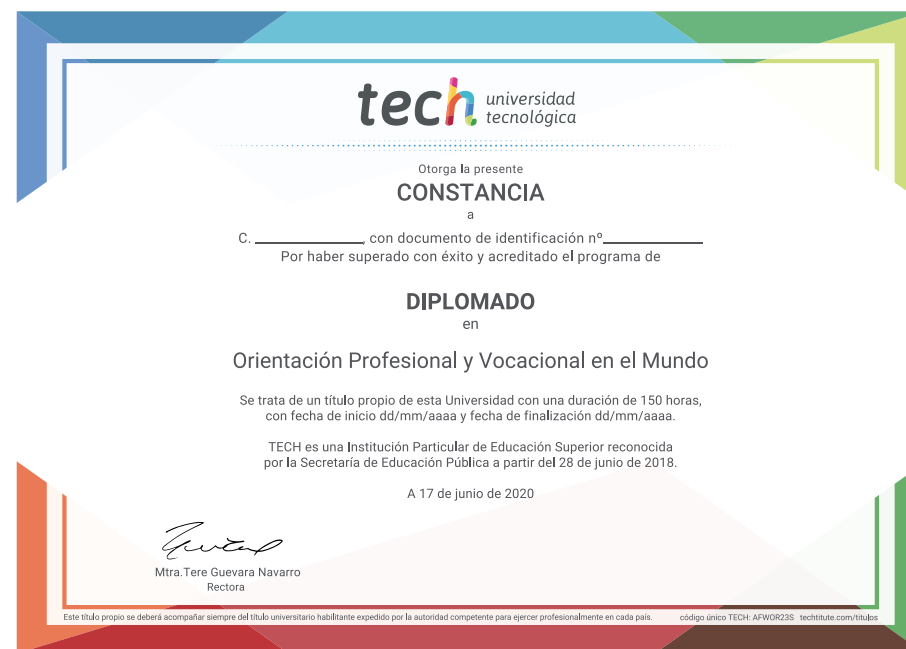 tech universidad
tecnológica
Otorga la presente
CONSTANCIA
a
C. ______________, con documento de identificación nº_____________
Por haber superado con éxito y acreditado el programa de
DIPLOMADO
en
Orientación Profesional y Vocacional en el Mundo
Se trata de un título propio de esta Universidad con una duración de 150 horas,
con fecha de inicio dd/mm/aaaa y fecha de finalización dd/mm/aaaa.
TECH es una Institución Particular de Educación Superior reconocida
por la Secretaría de Educación Pública a partir del 28 de junio de 2018.
A 17 de junio de 2020
Mtra.Tere Guevara Navarro
Rectora
Este título propio se deberá acompañar siempre del título universitario habilitante expedido por la autoridad competente para ejercer profesionalmente en cada país. código único TECH: AFWOR23S techtitute.com/titulos